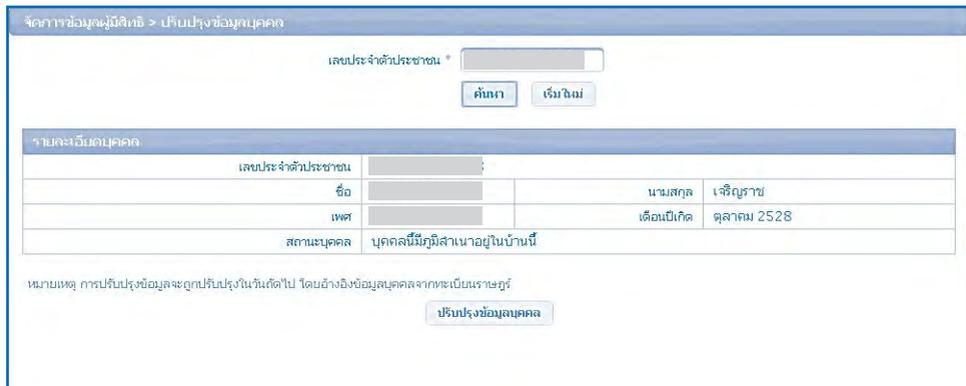 จัดการข้อมูลผู้มีสิทธิ > ปรับปรุงข้อมูลบุคคล
เลขประจำตัวประชาชน *
ค้นหา เริ่มใหม่
รายละเอียดบุคคล
เลขประจำตัวประชาชน
ชื่อ นามสกุล เจริญราช
เพศ เดือนปีเกิด ตุลาคม 2528
สถานะบุคคล บุคคลนี้มีภูมิลำเนาอยู่ในบ้านนี้
หมายเหตุ การปรับปรุงข้อมูลจะถูกปรับปรุงในวันถัดไป โดยอ้างอิงข้อมูลบุคคลจากทะเบียนราษฎร์
ปรับปรุงข้อมูลบุคคล